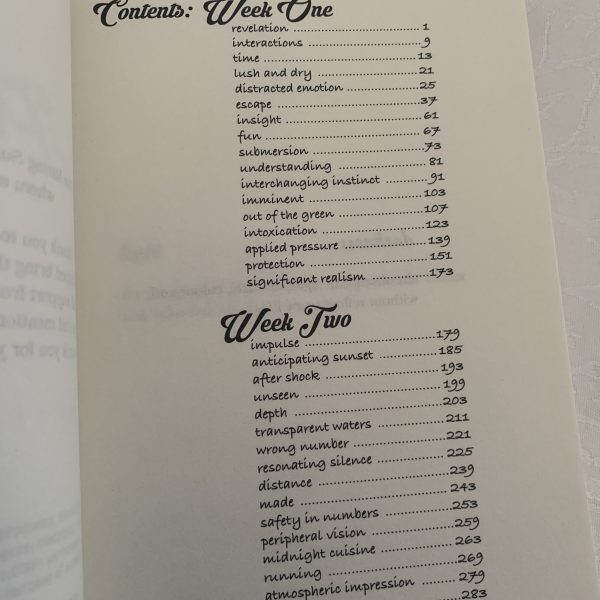 Contents: Week One
revelation ........................................ 1
interactions ................................... 9
time ................................................ 13
lush and dry ................................ 21
distracted emotion ....................... 25
escape ............................................ 37
insight .......................................... 61
fun ................................................. 67
submersion .................................. 73
understanding .......................... 81
interchanging instinct ............. 91
imminent .................................... 103
out of the green ......................... 107
intoxication ................................ 123
applied pressure ........................ 139
protection .................................... 151
significant realism .................... 173
Week Two
impulse ........................................ 179
anticipating sunset .................. 185
after shock .................................. 193
unseen ......................................... 199
depth ............................................. 203
transparent waters .................. 211
wrong number .......................... 221
resonating silence .................... 225
distance ....................................... 239
made ............................................. 243
safety in numbers .................... 253
peripheral vision ...................... 259
midnight cuisine ...................... 263
running ....................................... 269
atmospheric impression .......... 279
283